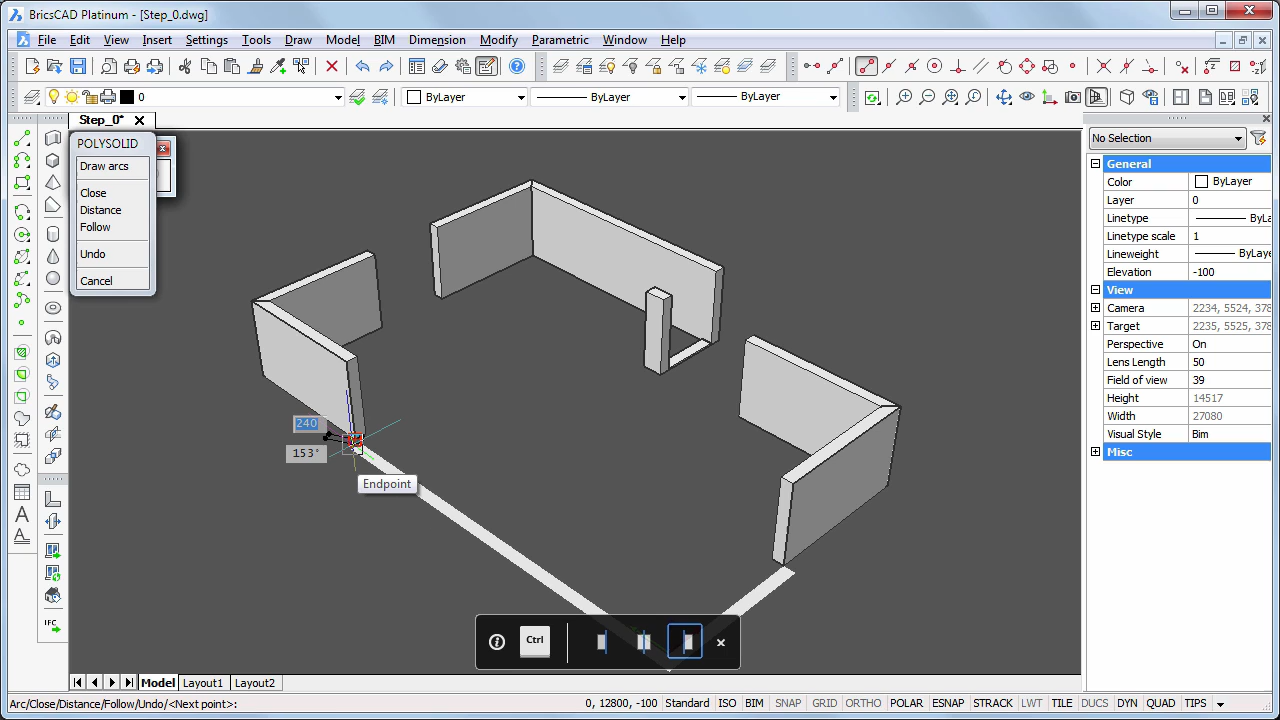 BricsCAD Platinum - [Step_0.dwg]
File Edit View Insert Settings Tools Draw Model BIM Dimension Modify Parametric Window Help
0 ByLayer ByLayer ByLayer
Step_0*
POLYSOLID
Draw arcs
Close
Distance
Follow
Undo
Cancel
240
153°
Endpoint
Ctrl
IFC
No Selection
General
Color ByLayer
Layer 0
Linetype ByLa
Linetype scale 1
Lineweight ByLaye
Elevation -100
View
Camera 2234, 5524, 378
Target 2235, 5525, 378
Perspective On
Lens Length 50
Field of view 39
Height 14517
Width 27080
Visual Style Bim
Misc
Model Layout1 Layout2
Arc/Close/Distance/Follow/Undo/<Next point>: 0, 12800, -100 Standard ISO BIM SNAP GRID ORTHO POLAR ESNAP STRACK LWT TILE DUCS DYN QUAD TIPS